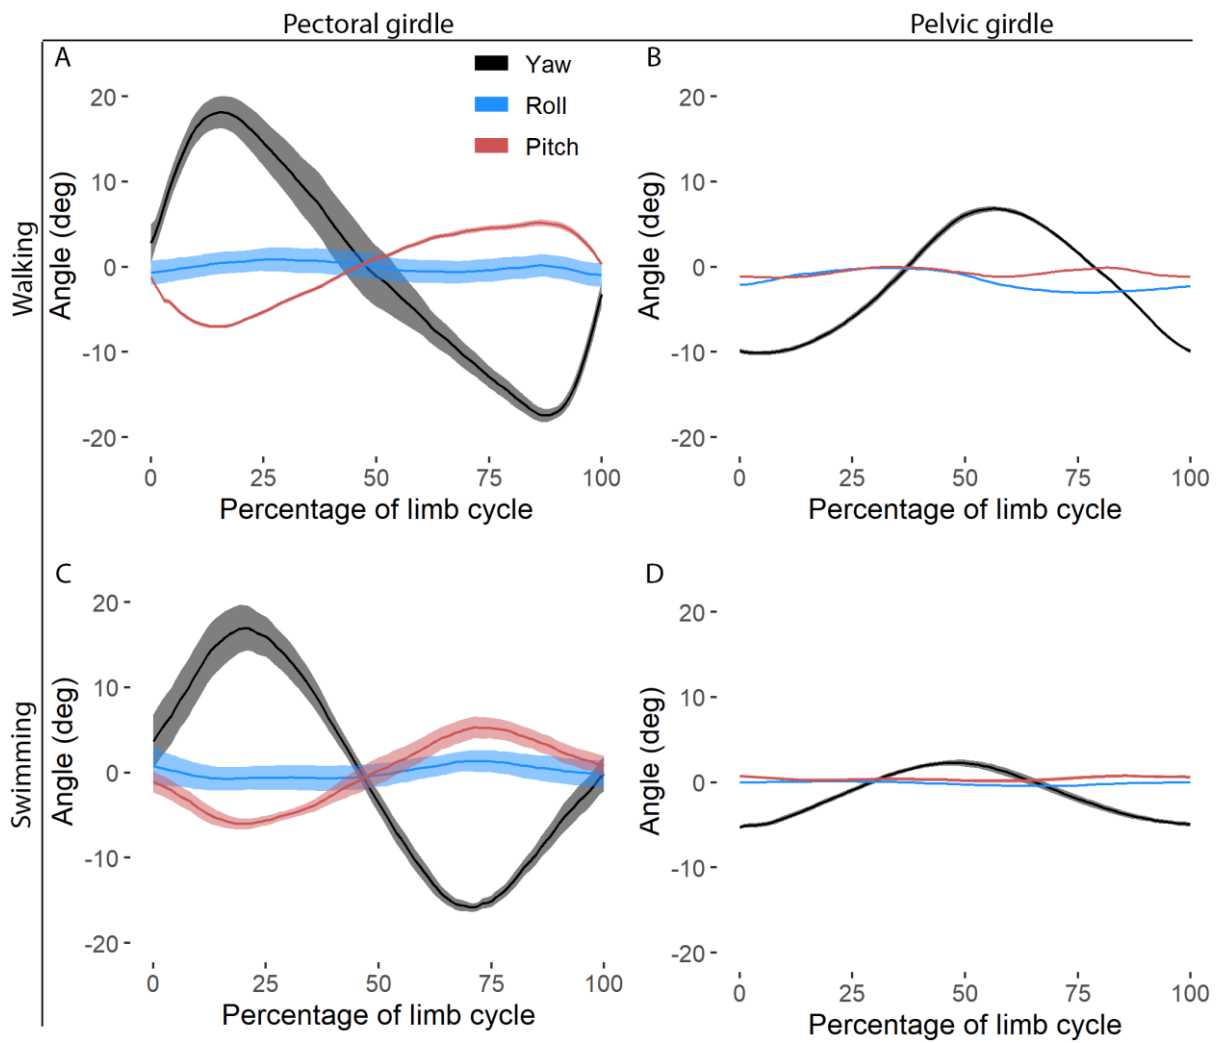 Pectoral girdle
Pelvic girdle
Walking
Swimming
A
Yaw
Roll
Pitch
Angle (deg)
20
10
0
-10
-20
0 25 50 75 100
Percentage of limb cycle
B
Angle (deg)
20
10
0
-10
-20
0 25 50 75 100
Percentage of limb cycle
C
Angle (deg)
20
10
0
-10
-20
0 25 50 75 100
Percentage of limb cycle
D
Angle (deg)
20
10
0
-10
-20
0 25 50 75 100
Percentage of limb cycle